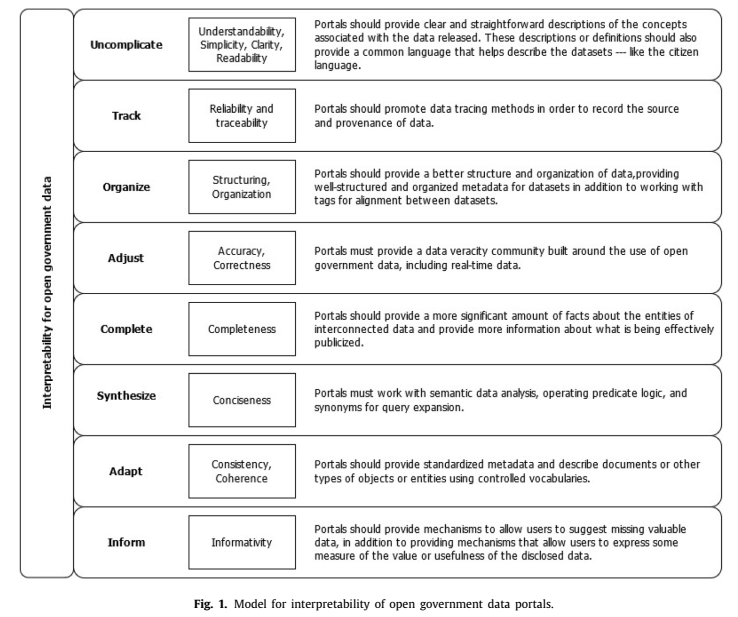 Interpretability for open government data
Uncomplicate
Understandability,
Simplicity, Clarity,
Readability
Portals should provide clear and straightforward descriptions of the concepts
associated with the data released. These descriptions or definitions should also
provide a common language that helps describe the datasets --- like the citizen
language.
Track
Reliability and
traceability
Portals should promote data tracing methods in order to record the source
and provenance of data.
Organize
Structuring,
Organization
Portals should provide a better structure and organization of data,providing
well-structured and organized metadata for datasets in addition to working with
tags for alignment between datasets.
Adjust
Accuracy,
Correctness
Portals must provide a data veracity community built around the use of open
government data, including real-time data.
Complete
Completeness
Portals should provide a more significant amount of facts about the entities of
interconnected data and provide more information about what is being effectively
publicized.
Synthesize
Conciseness
Portals must work with semantic data analysis, operating predicate logic, and
synonyms for query expansion.
Adapt
Consistency,
Coherence
Portals should provide standardized metadata and describe documents or other
types of objects or entities using controlled vocabularies.
Inform
Informativity
Portals should provide mechanisms to allow users to suggest missing valuable
data, in addition to providing mechanisms that allow users to express some
measure of the value or usefulness of the disclosed data.
Fig. 1. Model for interpretability of open government data portals.